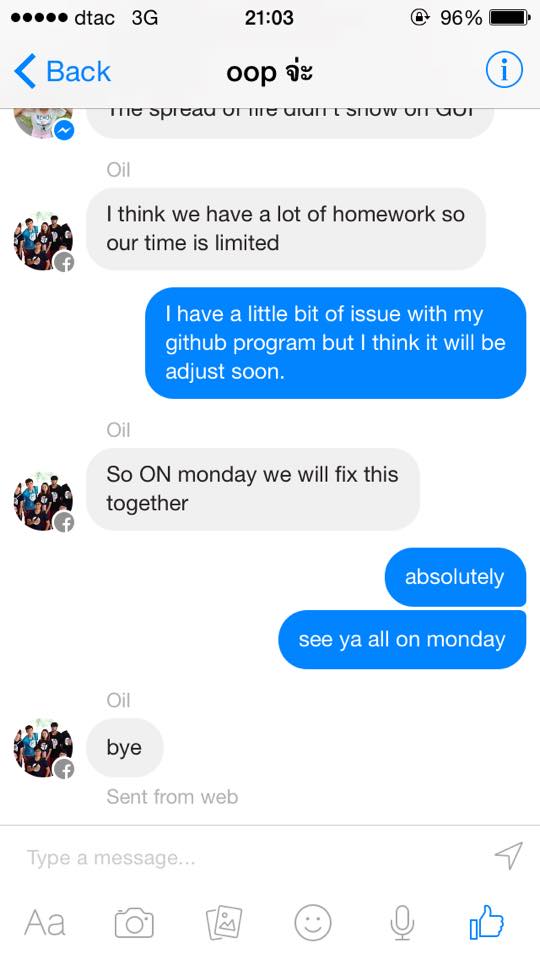 dtac 3G 21:03 96%
Back oop จ่ะ
The spread of fire didn't show on GUI
Oil
I think we have a lot of homework so
our time is limited
I have a little bit of issue with my
github program but I think it will be
adjust soon.
Oil
So ON monday we will fix this
together
absolutely
see ya all on monday
Oil
bye
Sent from web
Type a message...
Aa